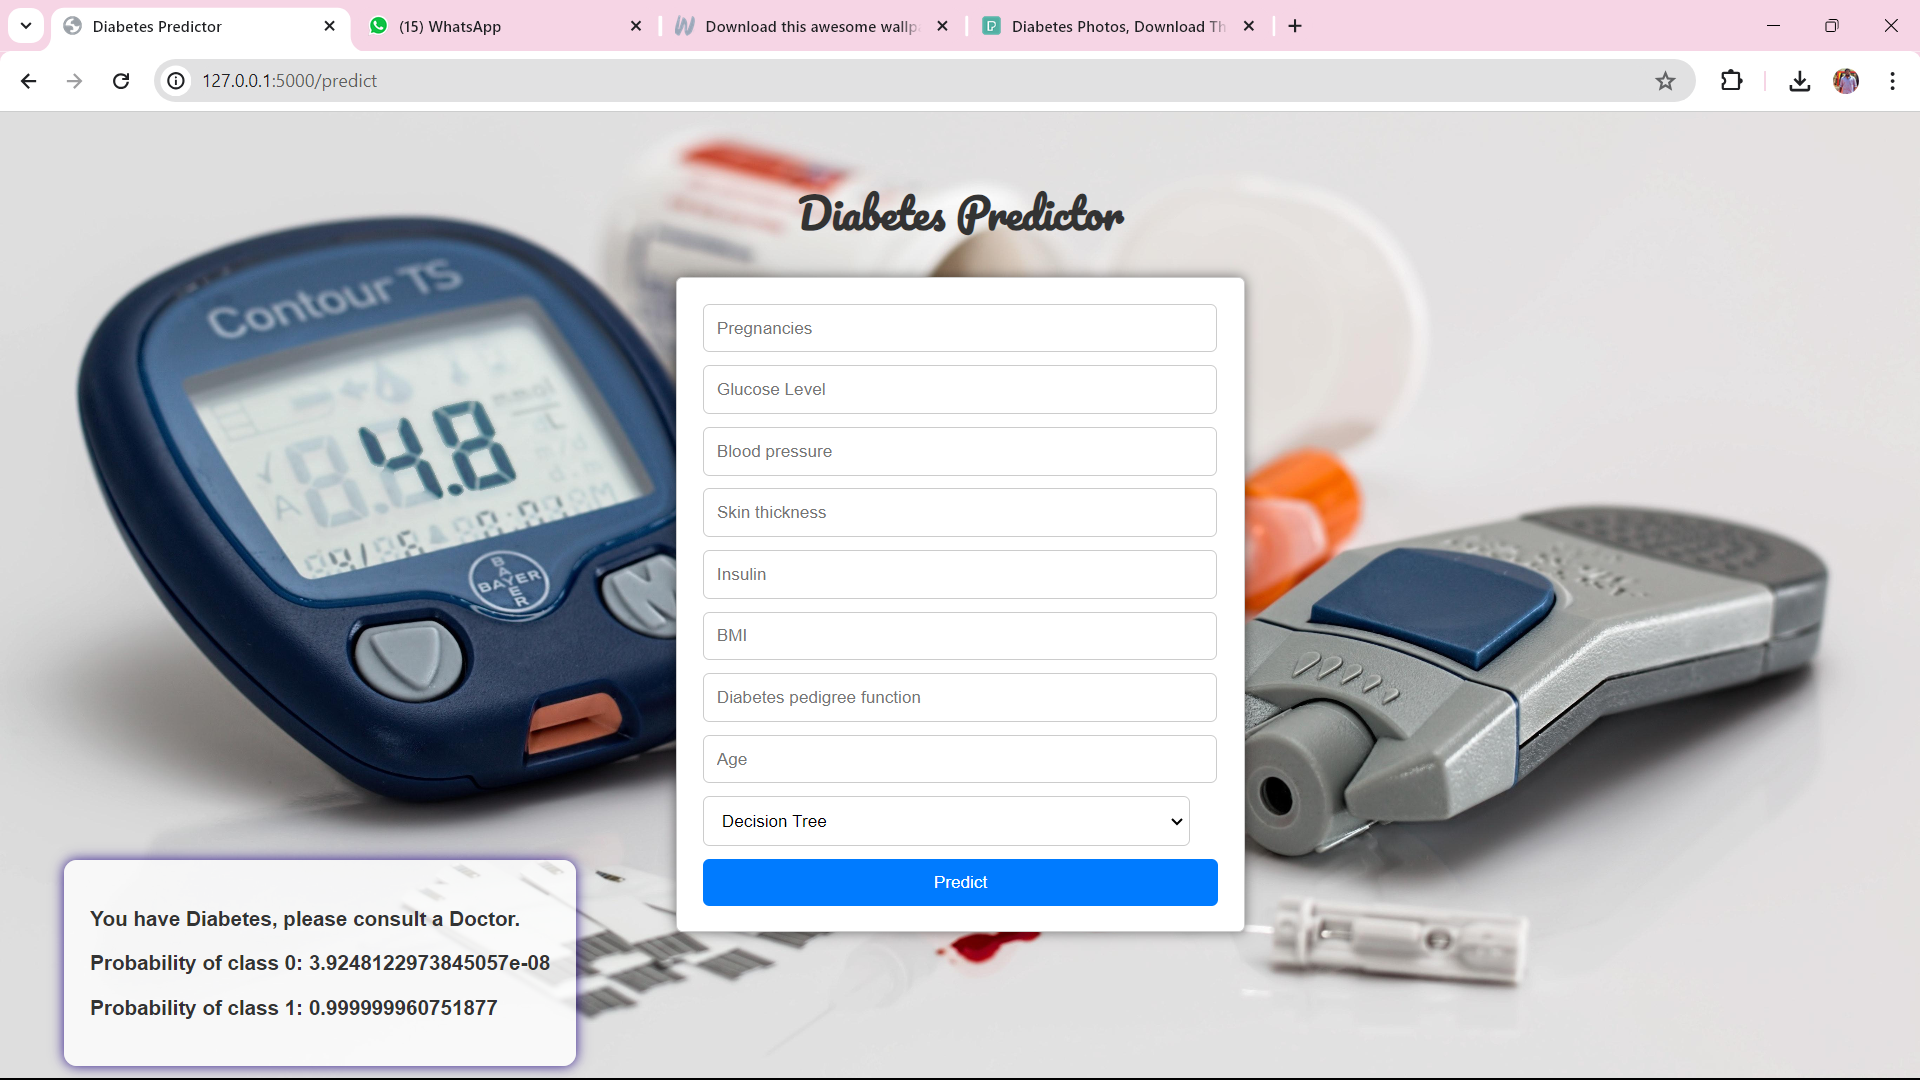 Diabetes Predictor
(15) WhatsApp
Download this awesome wallp
Diabetes Photos, Download Th
127.0.0.1:5000/predict
Diabetes Predictor
Contour TS
4.8
BAYER
BAYER
M
Pregnancies
Glucose Level
Blood pressure
Skin thickness
Insulin
BMI
Diabetes pedigree function
Age
Decision Tree
Predict
You have Diabetes, please consult a Doctor.
Probability of class 0: 3.9248122973845057e-08
Probability of class 1: 0.999999960751877